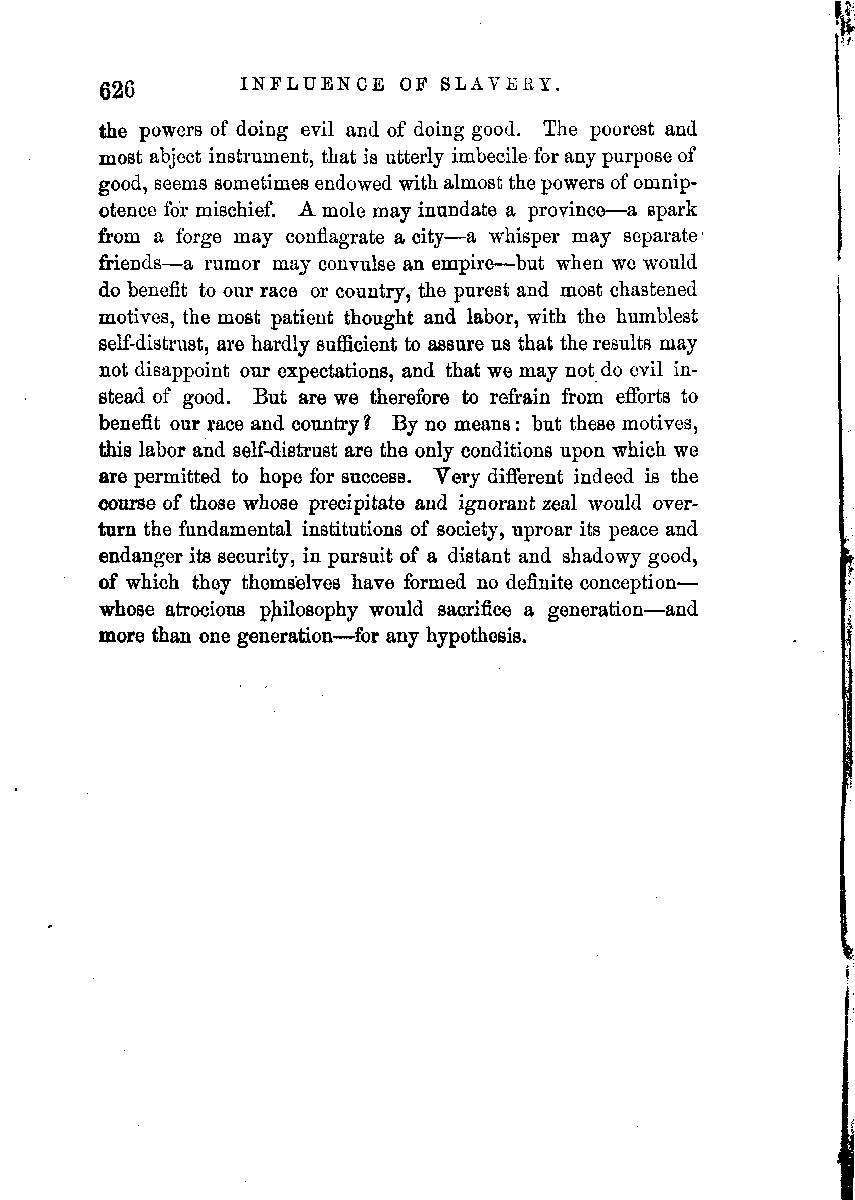 626 INFLUENCE OF SLAVERY.
the powers of doing evil and of doing good. The poorest and
most abject instrument, that is utterly imbecile for any purpose of
good, seems sometimes endowed with almost the powers of omnip-
otence for mischief. A mole may inundate a province—a spark
from a forge may conflagrate a city—a whisper may separate
friends—a rumor may convulse an empire—but when we would
do benefit to our race or country, the purest and most chastened
motives, the most patient thought and labor, with the humblest
self-distrust, are hardly sufficient to assure us that the results may
not disappoint our expectations, and that we may not do evil in-
stead of good. But are we therefore to refrain from efforts to
benefit our race and country? By no means: but these motives,
this labor and self-distrust are the only conditions upon which we
are permitted to hope for success. Very different indeed is the
course of those whose precipitate and ignorant zeal would over-
turn the fundamental institutions of society, uproar its peace and
endanger its security, in pursuit of a distant and shadowy good,
of which they themselves have formed no definite conception—
whose atrocious philosophy would sacrifice a generation—and
more than one generation—for any hypothesis.